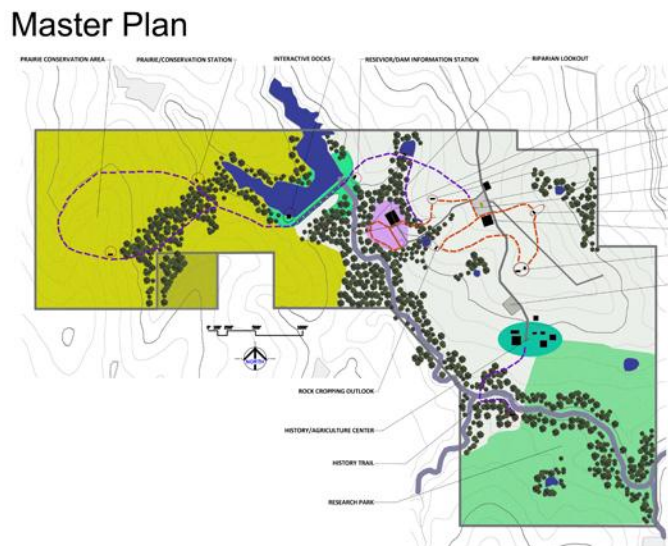 Master Plan
PRAIRIE CONSERVATION AREA
PRAIRIE/CONSERVATION STATION
INTERACTIVE DOCKS
RESEVIOR/DAM INFORMATION STATION
RIPARIAN LOOKOUT
NORTH
ROCK CROPPING OUTLOOK
HISTORY/AGRICULTURE CENTER
HISTORY TRAIL
RESEARCH PARK